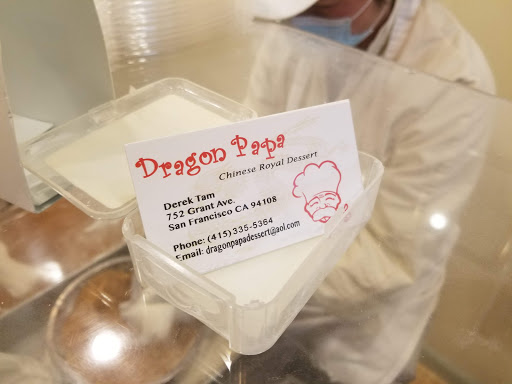 Dragon Papa
Chinese Royal Dessert
Derek Tam
752 Grant Ave.
San Francisco CA 94108
Phone: (415)335-5364
Email: dragonpapadessert@aol.com